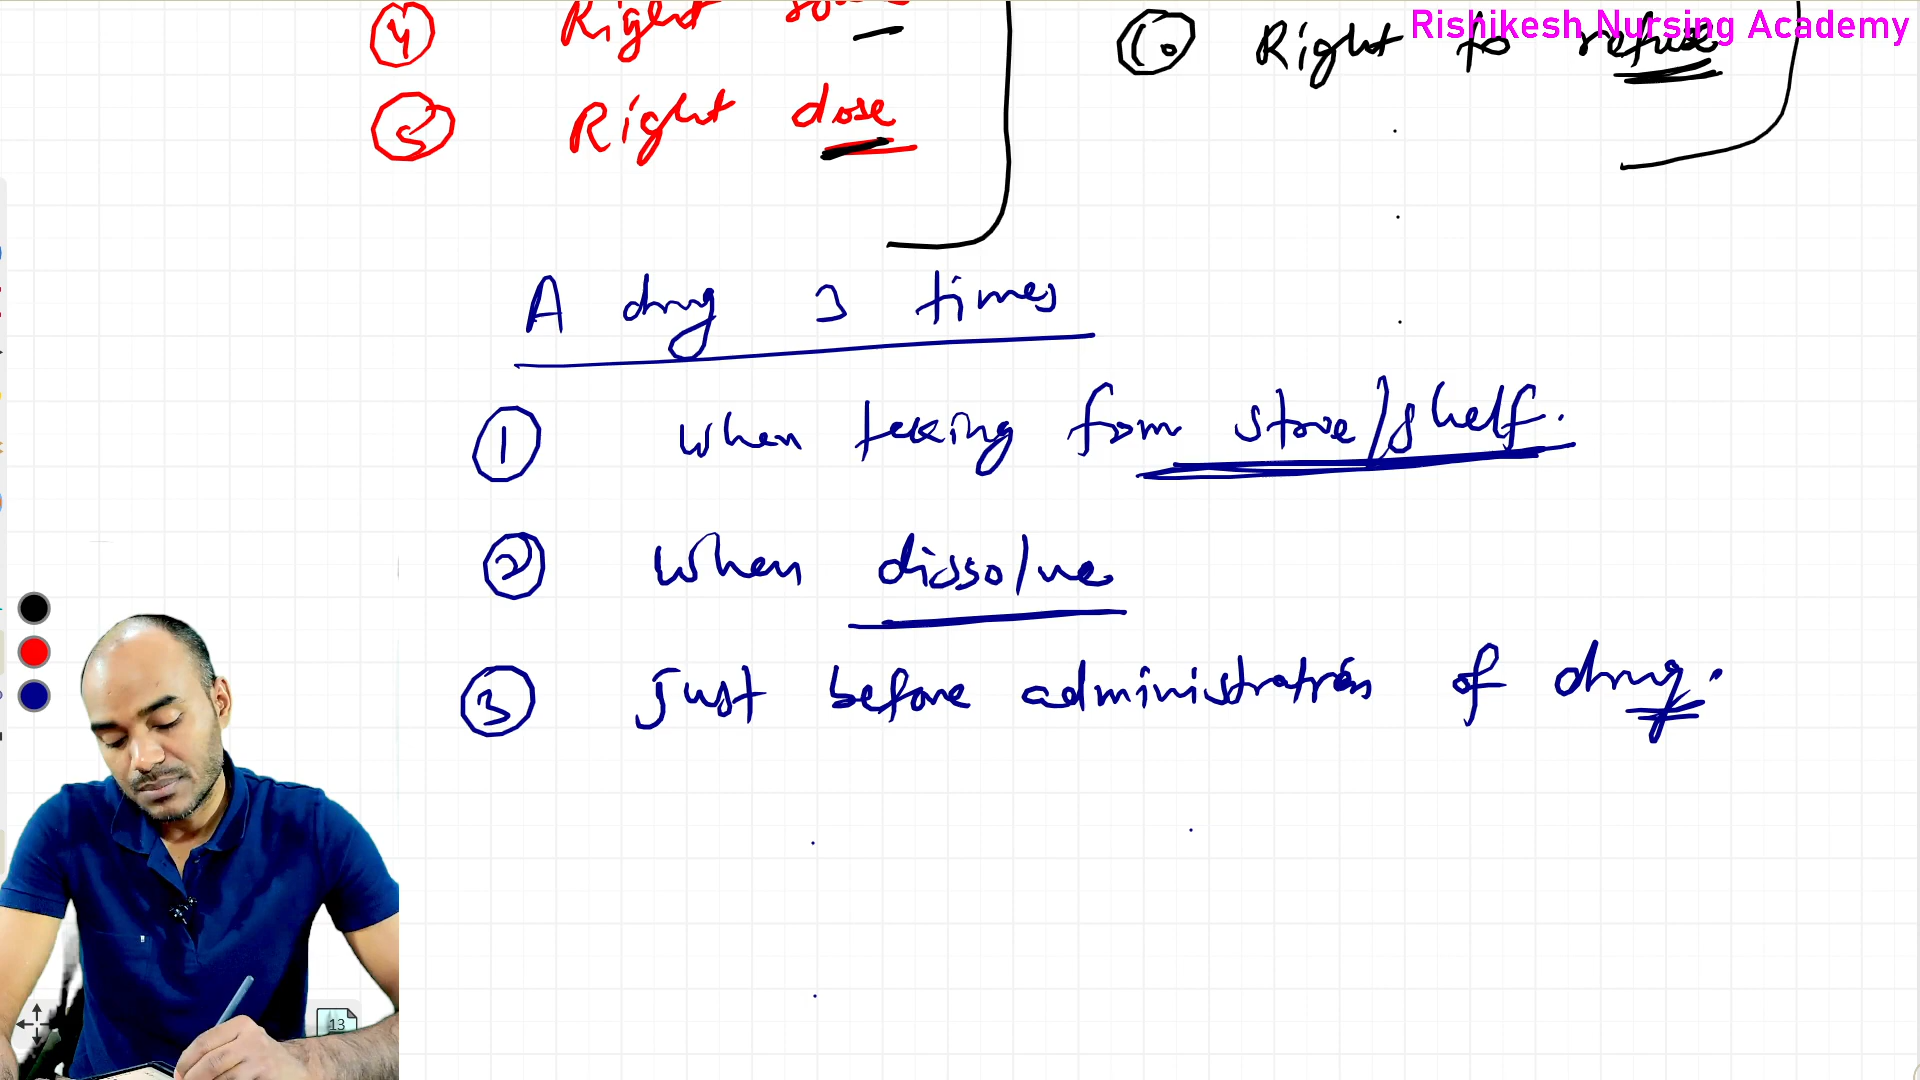 Rishikesh Nursing Academy
④ Right
⑤ Right dose
⑩ Right to refuse
A drug 3 times
① when taking from store/shelf.
② when dissolve
③ just before administration of drug.
13